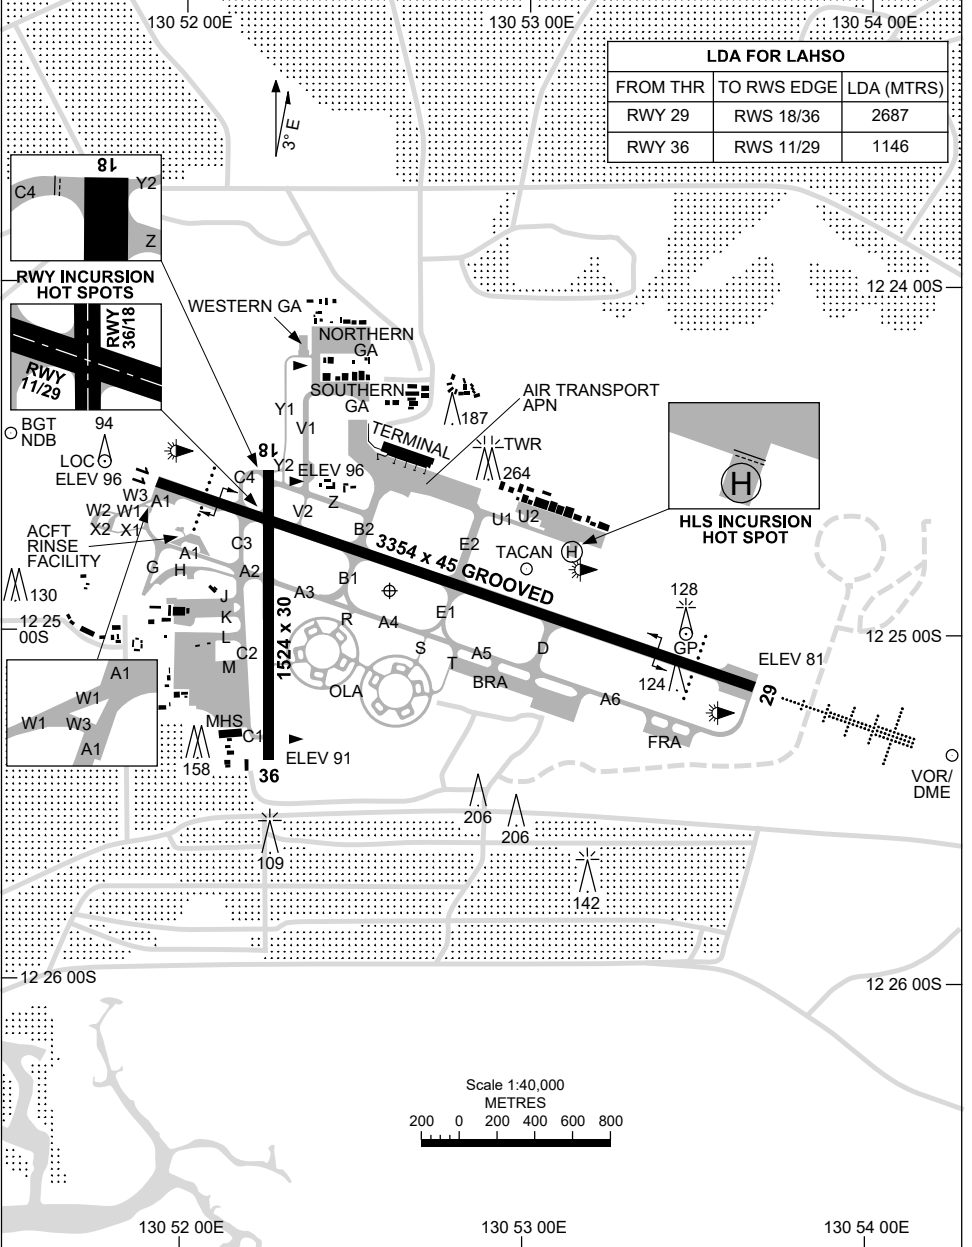 130 52 00E
130 53 00E
130 54 00E
LDA FOR LAHSO
FROM THR TO RWS EDGE LDA (MTRS)
RWY 29 RWS 18/36 2687
RWY 36 RWS 11/29 1146
3° E
18
C4
Y2
Z
RWY INCURSION
HOT SPOTS
12 24 00S
RWY
36/18
RWY
11/29
WESTERN GA
NORTHERN
GA
SOUTHERN
GA
AIR TRANSPORT
APN
Y1
V1
187
TERMINAL
BGT
NDB
94
LOC
ELEV 96
18
Y2
ELEV 96
TWR
264
H
HLS INCURSION
HOT SPOT
11
C4
W3
A1
W2
W1
X2
X1
V2
Z
B2
U1
U2
E2
TACAN
H
ACFT
RINSE
FACILITY
A1
C3
3354 x 45 GROOVED
G
H
A2
A3
B1
130
J
K
L
C2
M
1524 x 30
R
A4
E1
S
T
A5
D
128
GP
12 25
00S
12 25 00S
ELEV 81
124
29
OLA
BRA
A6
FRA
A1
W1
W1
W3
A1
MHS
C1
ELEV 91
158
36
VOR/
DME
206
206
109
142
12 26 00S
12 26 00S
Scale 1:40,000
METRES
200 0 200 400 600 800
130 52 00E
130 53 00E
130 54 00E